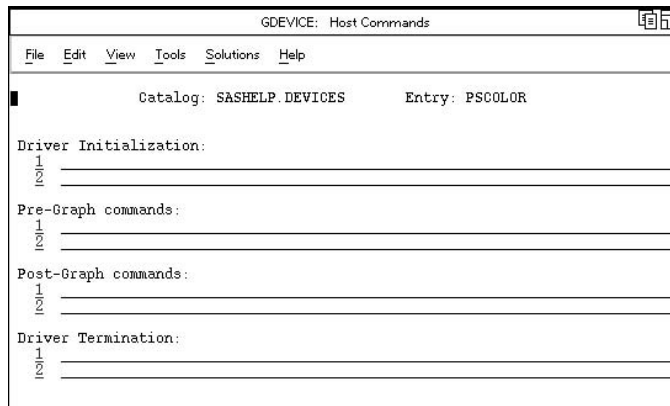 GDEVICE: Host Commands
File Edit View Tools Solutions Help
Catalog: SASHELP.DEVICES Entry: PSCOLOR
Driver Initialization:
1
2
Pre-Graph commands:
1
2
Post-Graph commands:
1
2
Driver Termination:
1
2